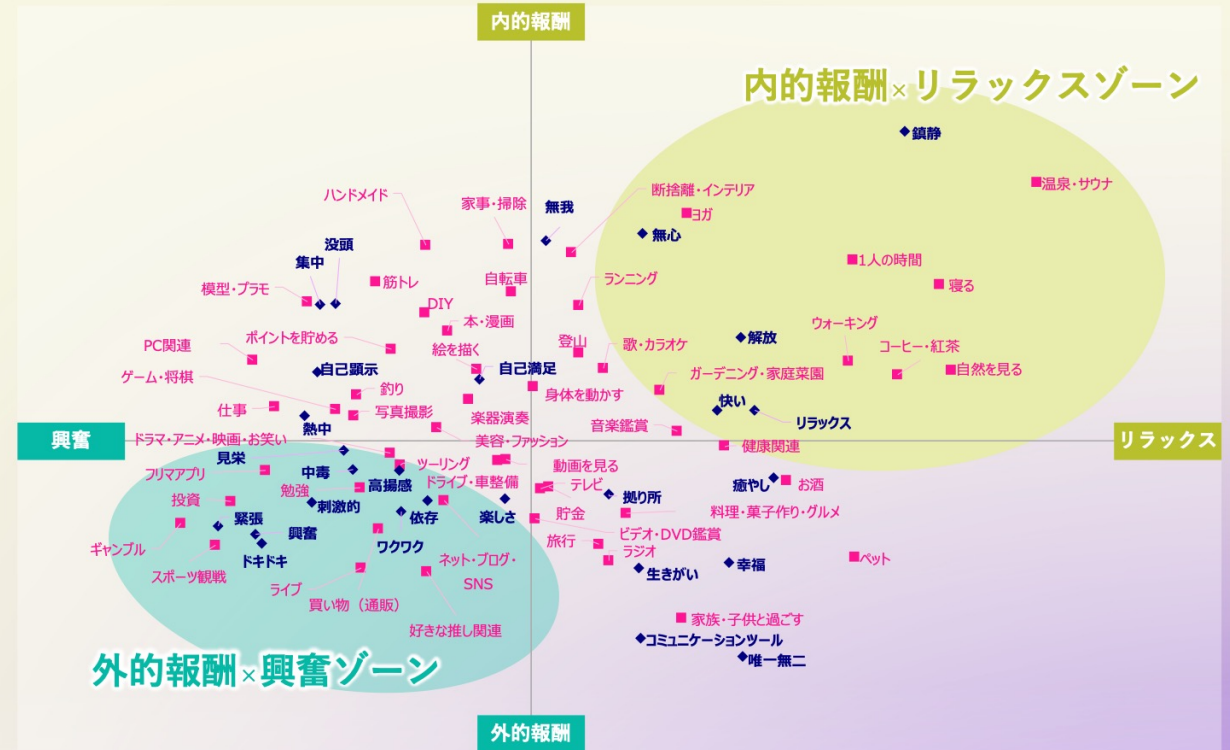 内的報酬
内的報酬×リラックスゾーン
鎮静
温泉・サウナ
断捨離・インテリア
ハンドメイド
家事・掃除
無我
ヨガ
無心
没頭
集中
1人の時間
自転車
ランニング
筋トレ
寝る
模型・プラモ
DIY
本・漫画
ウォーキング
ポイントを貯める
解放
PC関連
絵を描く
登山
歌・カラオケ
コーヒー・紅茶
自己顕示
自己満足
ガーデニング・家庭菜園
自然を見る
ゲーム・将棋
釣り
身体を動かす
快い
仕事
写真撮影
楽器演奏
リラックス
熱中
音楽鑑賞
興奮
ドラマ・アニメ・映画・お笑い
美容・ファッション
健康関連
リラックス
見栄
フリマアプリ
中毒
ツーリング
動画を見る
勉強
高揚感
ドライブ・車整備
テレビ
癒やし
お酒
投資
刺激的
依存
楽しさ
貯金
拠り所
料理・菓子作り・グルメ
緊張
ギャンブル
興奮
ワクワク
旅行
ビデオ・DVD鑑賞
ドキドキ
ネット・ブログ・
SNS
ラジオ
ペット
スポーツ観戦
生きがい
幸福
ライブ
買い物（通販）
好きな推し関連
家族・子供と過ごす
コミュニケーションツール
唯一無二
外的報酬×興奮ゾーン
外的報酬